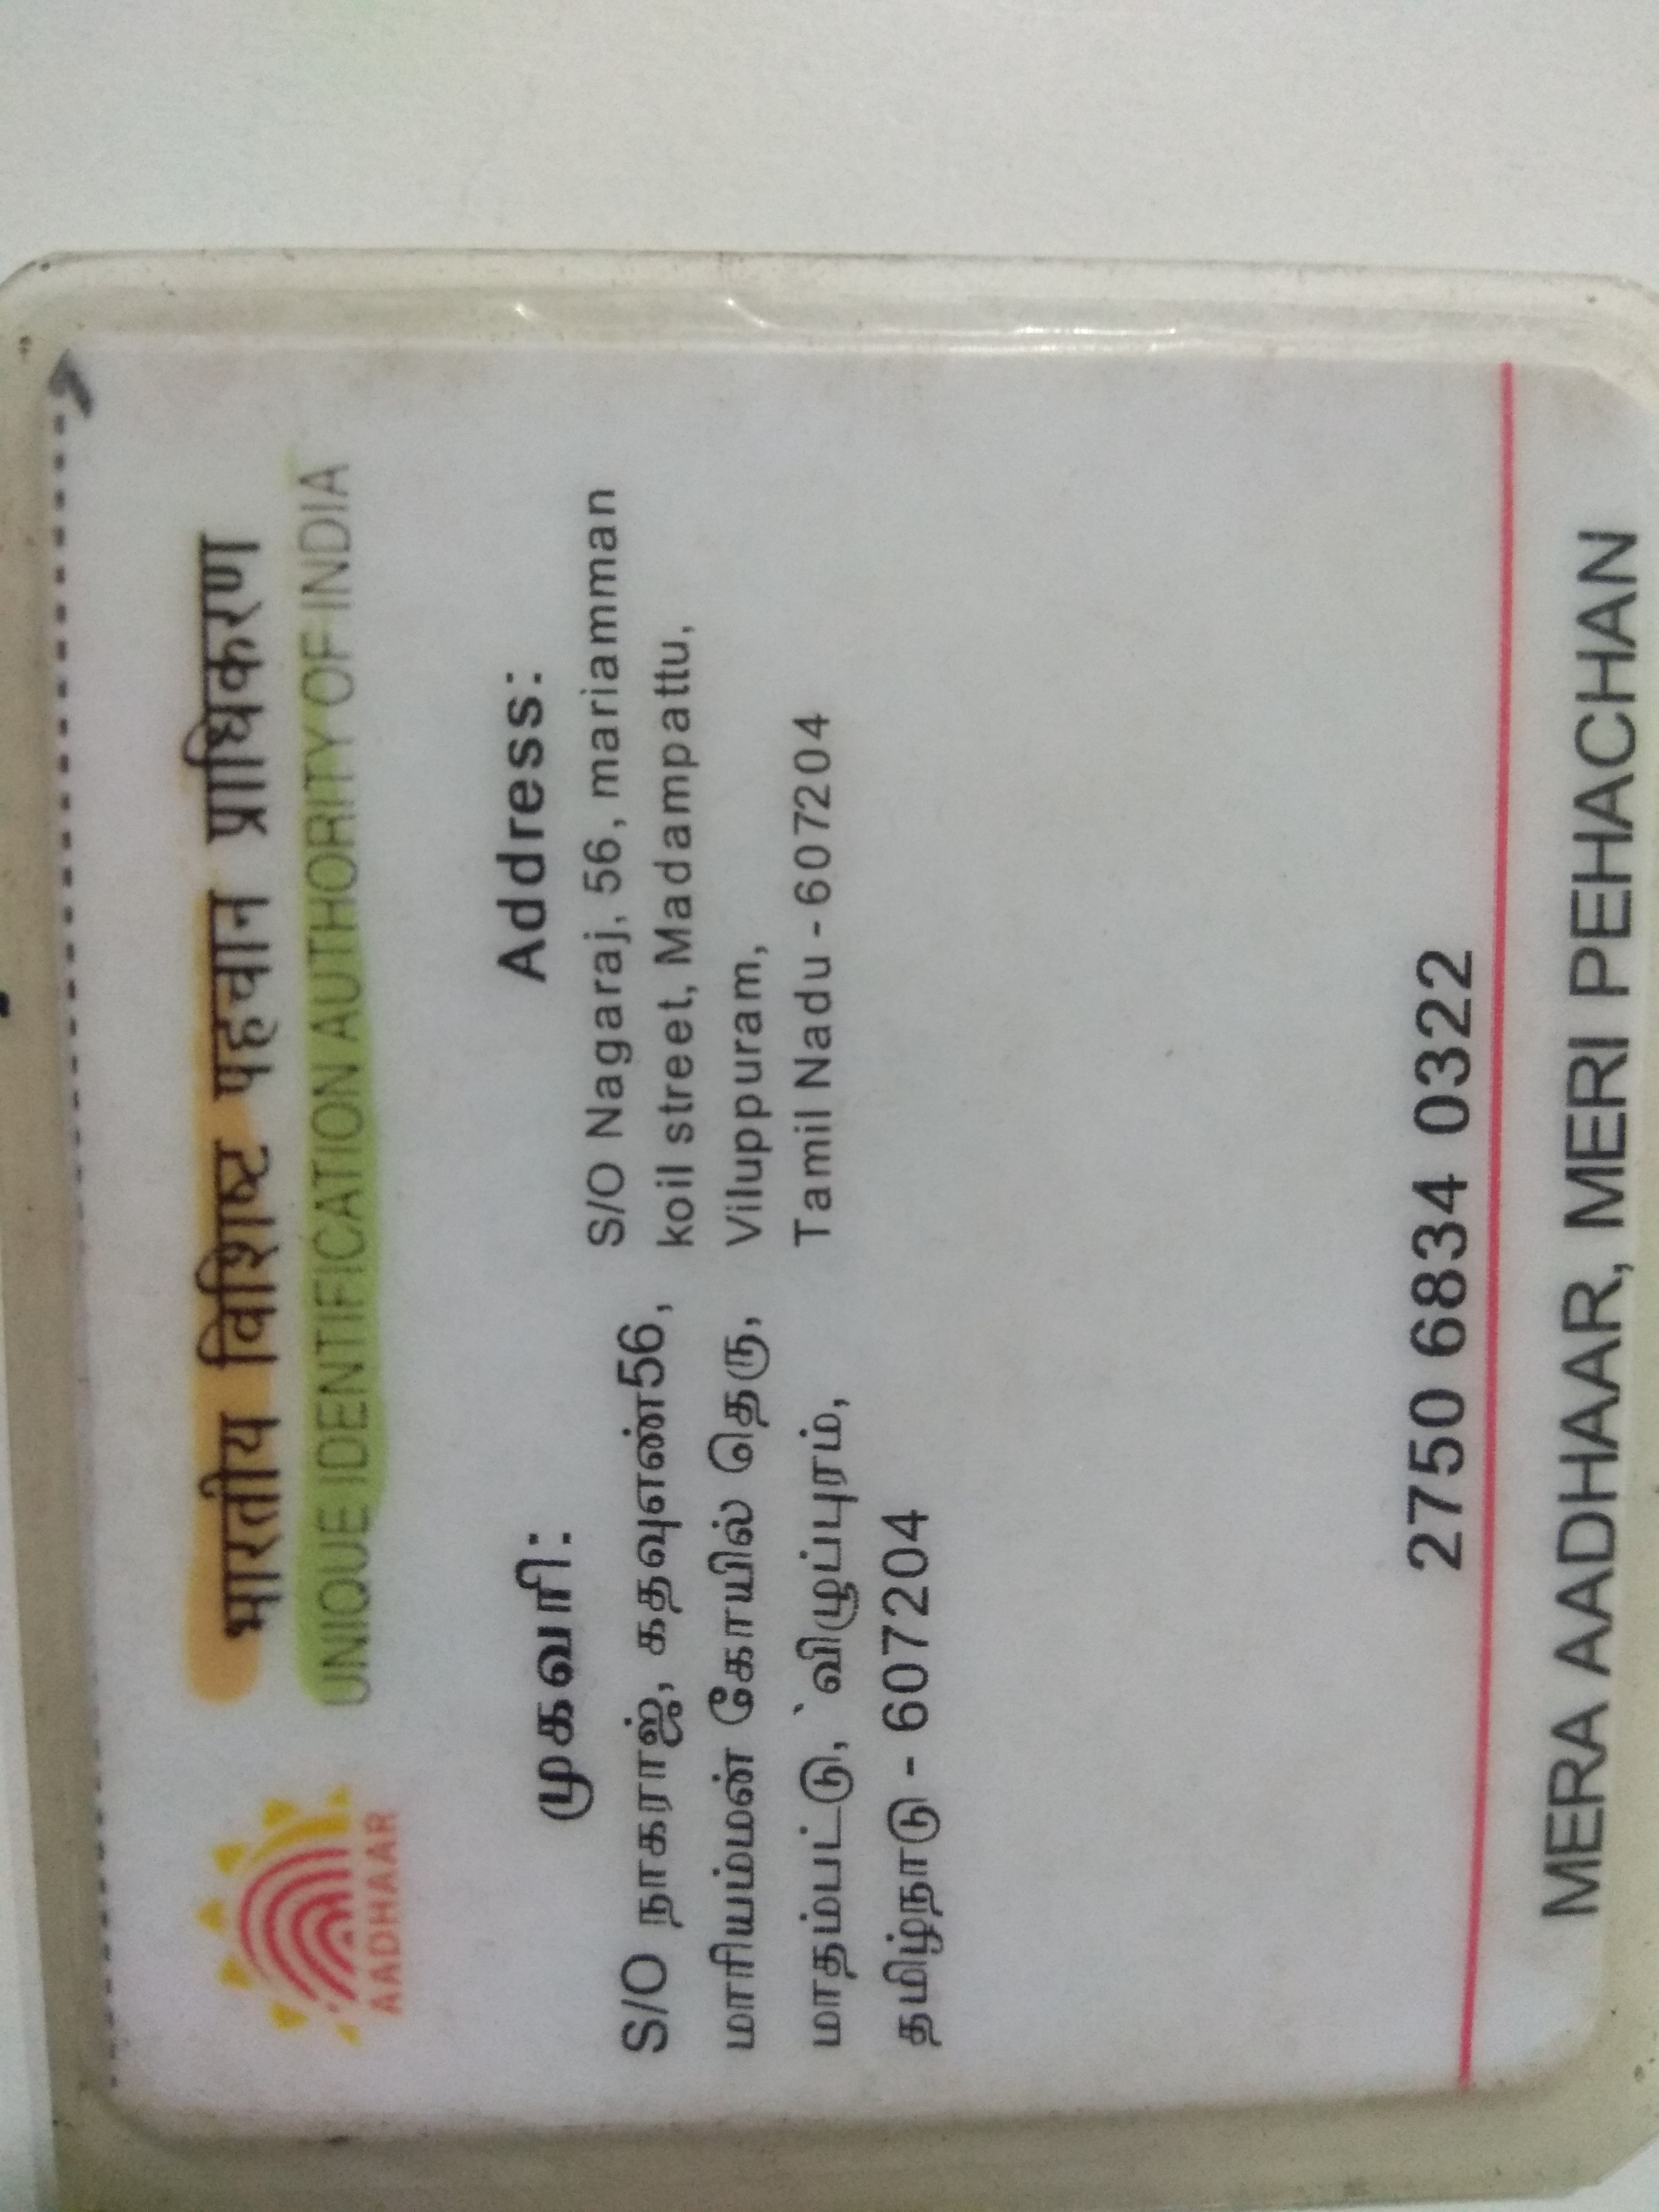 भारतीय विशिष्ट पहचान प्राधिकरण
UNIQUE IDENTIFICATION AUTHORITY OF INDIA
AADHAAR
முகவரி:
S/O நாகராஜ், கதவுஎண்56,
மாரியம்மன் கோயில் தெரு,
மாதம்பட்டு, `விழுப்புரம்,
தமிழ்நாடு - 607204
Address:
S/O Nagaraj, 56, mariamman
koil street, Madampattu,
Viluppuram,
Tamil Nadu - 607204
2750 6834 0322
MERA AADHAAR, MERI PEHACHAN